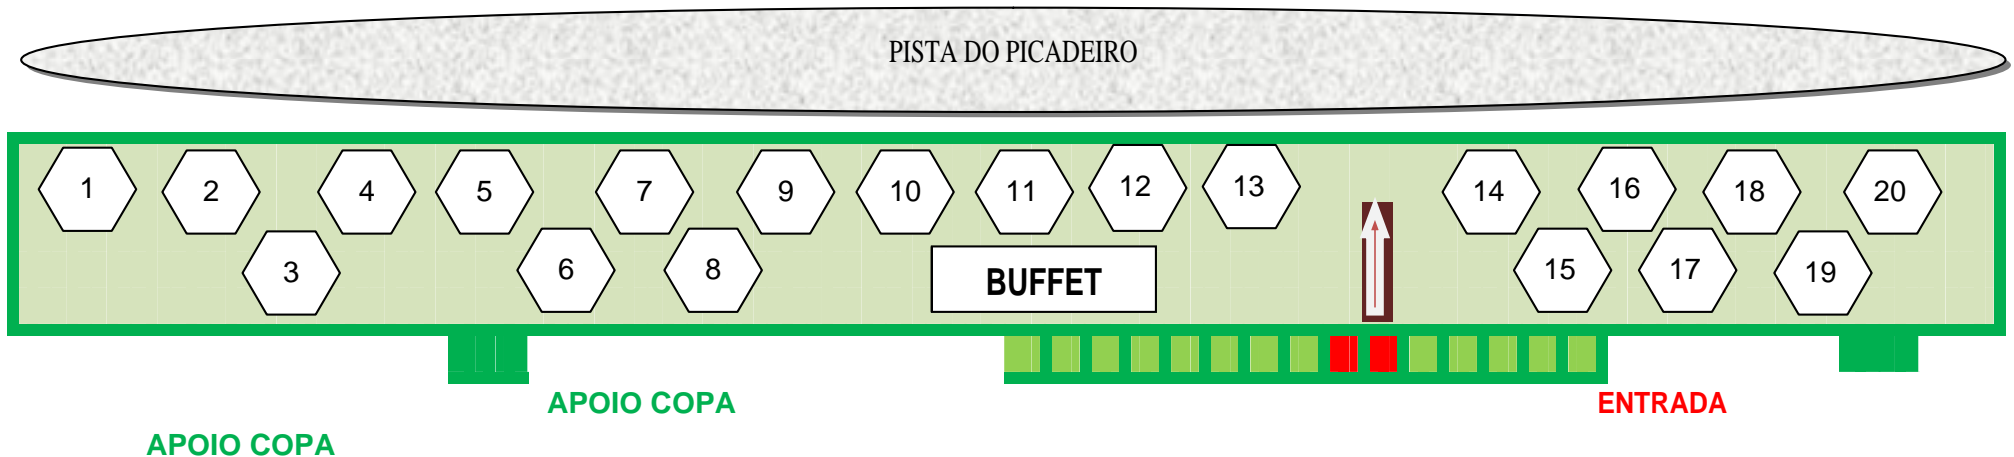 PISTA DO PICADEIRO
1 2 4 5 7 9 10 11 12 13 14 16 18 20
3 6 8 BUFFET 15 17 19
APOIO COPA ENTRADA
APOIO COPA